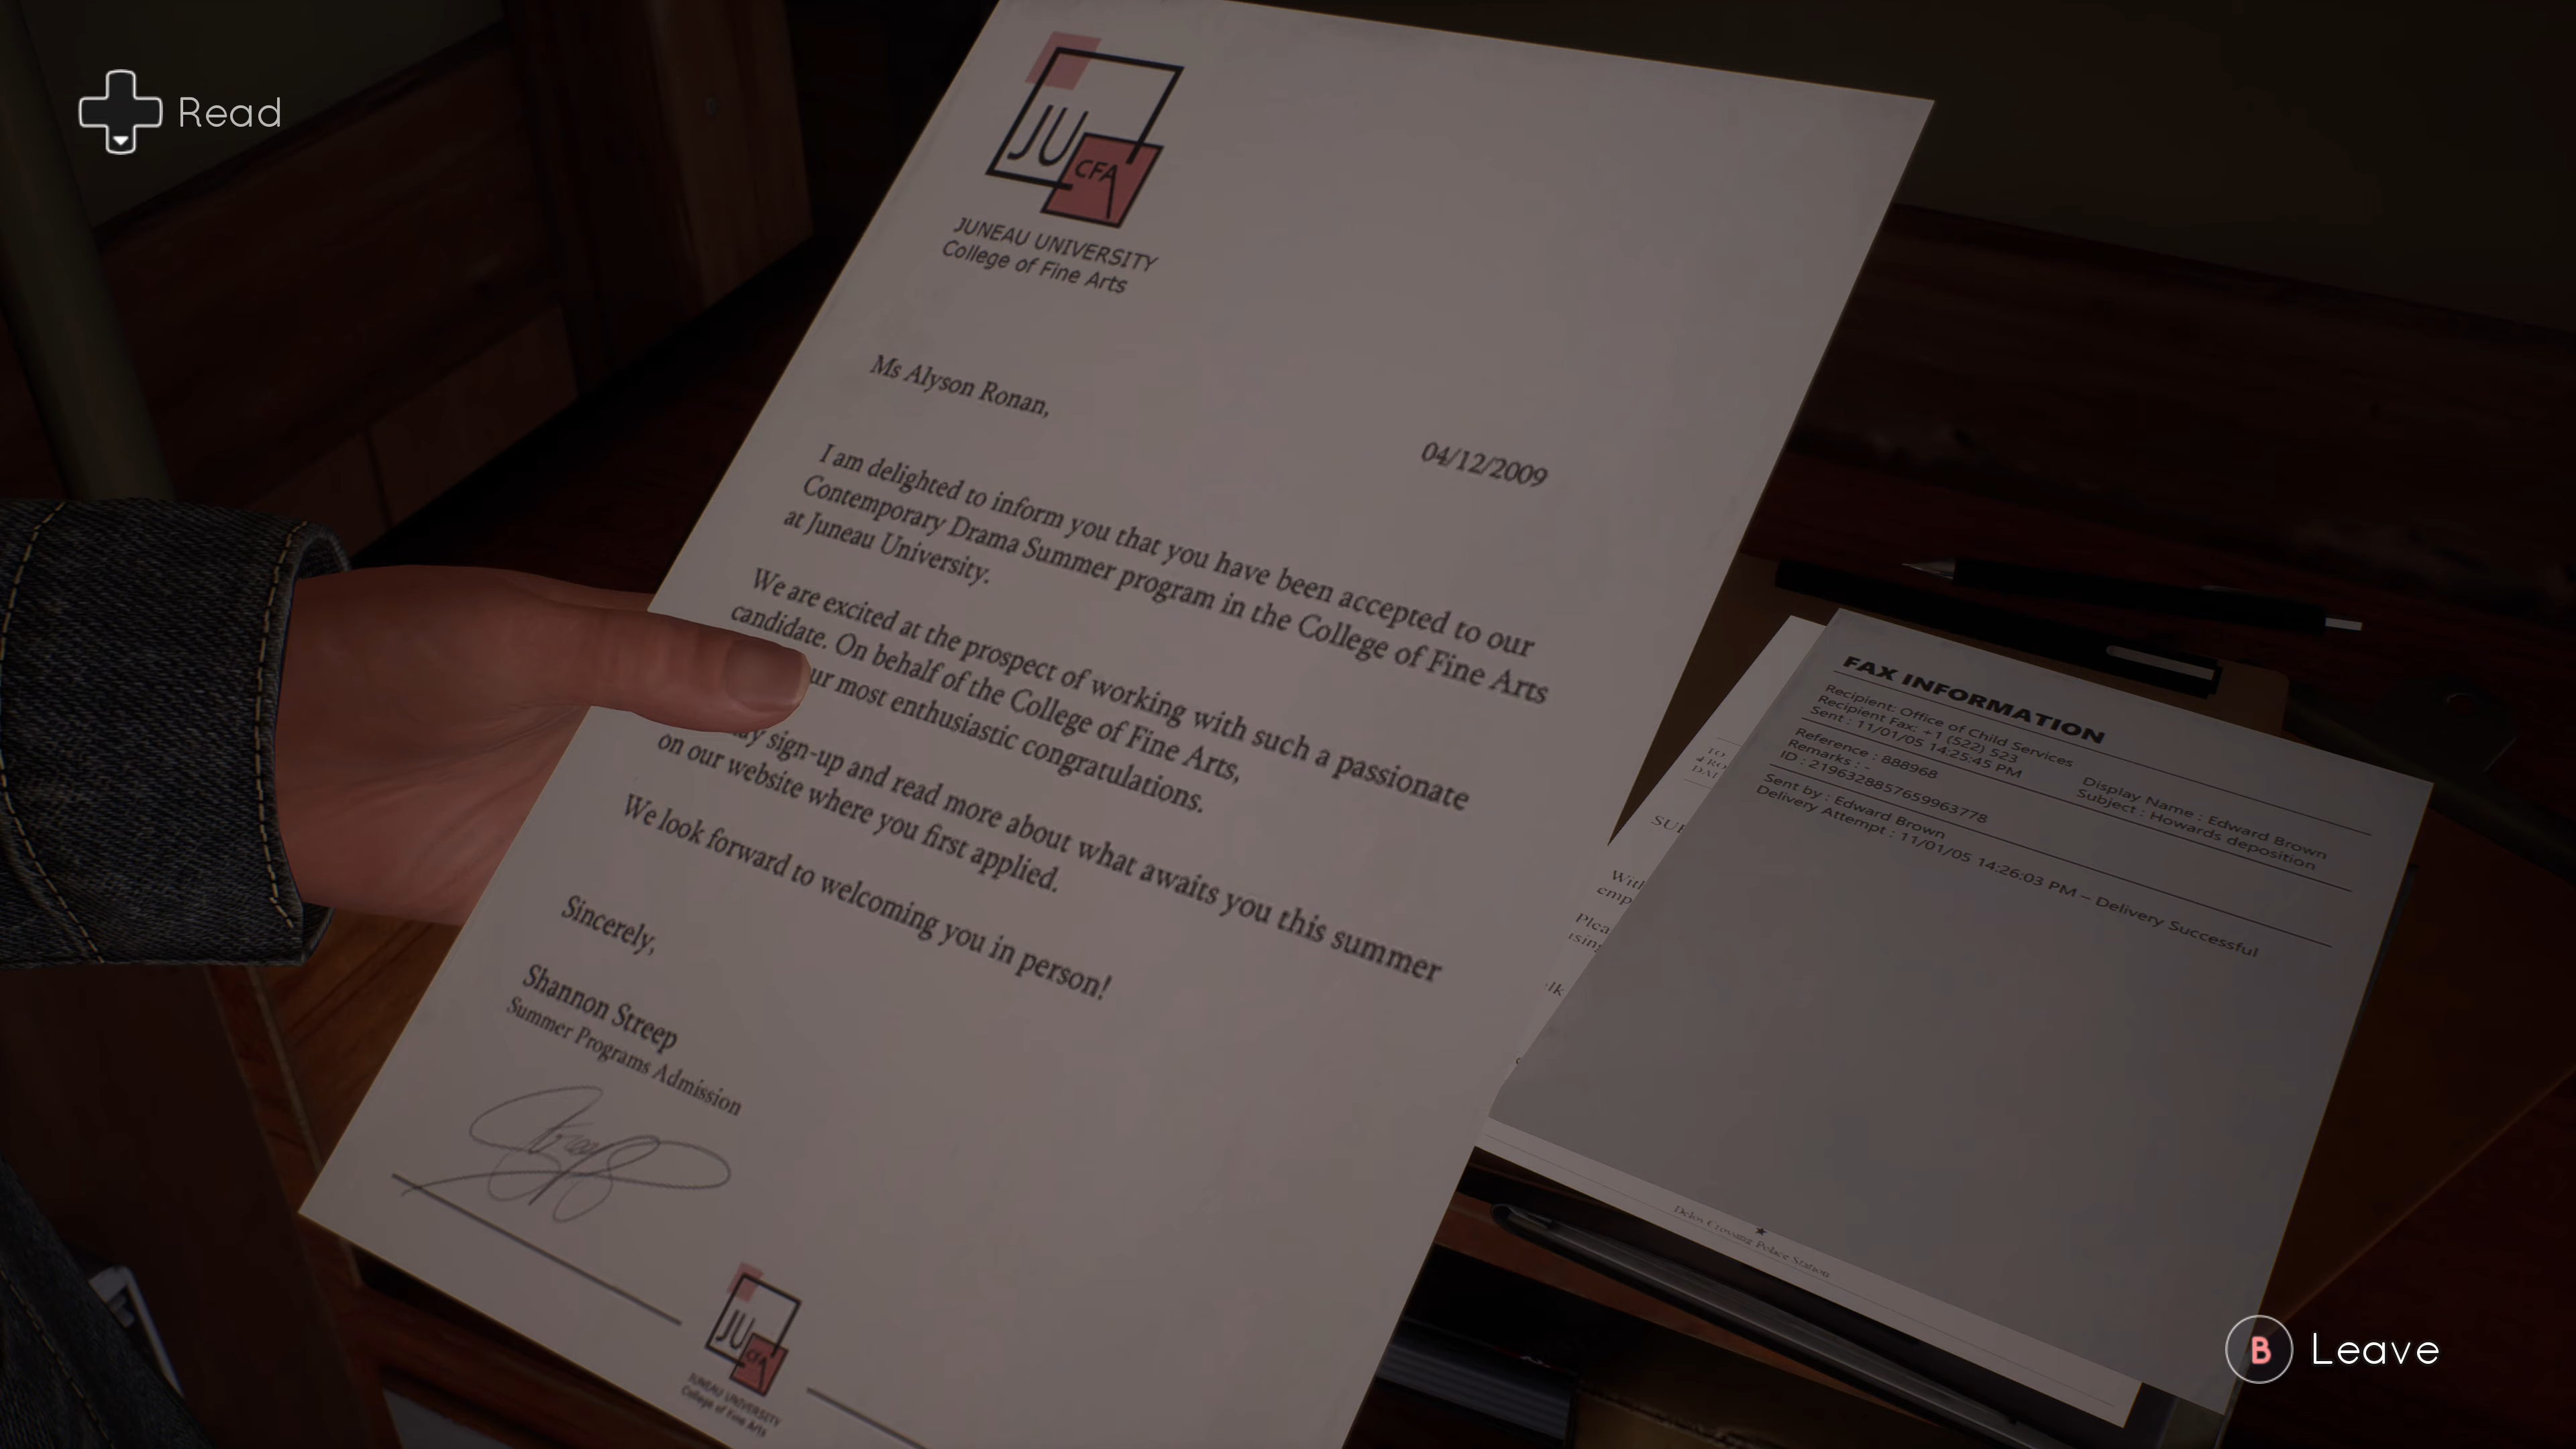 Read
JU
CFA
JUNEAU UNIVERSITY
College of Fine Arts
Ms Alyson Ronan,
04/12/2009
I am delighted to inform you that you have been accepted to our
Contemporary Drama Summer program in the College of Fine Arts
at Juneau University.
We are excited at the prospect of working with such a passionate
candidate. On behalf of the College of Fine Arts,
most enthusiastic congratulations.
sign-up and read more about what awaits you this summer
on our website where you first applied.
We look forward to welcoming you in person!
Sincerely,
Shannon Streep
Summer Programs Admission
JU
CFA
JUNEAU UNIVERSITY
College of Fine Arts
FAX INFORMATION
Recipient: Office of Child Services
Recipient Fax: +1 (522) 523
Sent : 11/01/05 14:25:45 PM
Display Name : Edward Brown
Subject : Howards deposition
Reference : 888968
Remarks : -
ID : 2196328857659963778
Sent by : Edward Brown
Delivery Attempt : 11/01/05 14:26:03 PM – Delivery Successful
TO
Police Station
B Leave